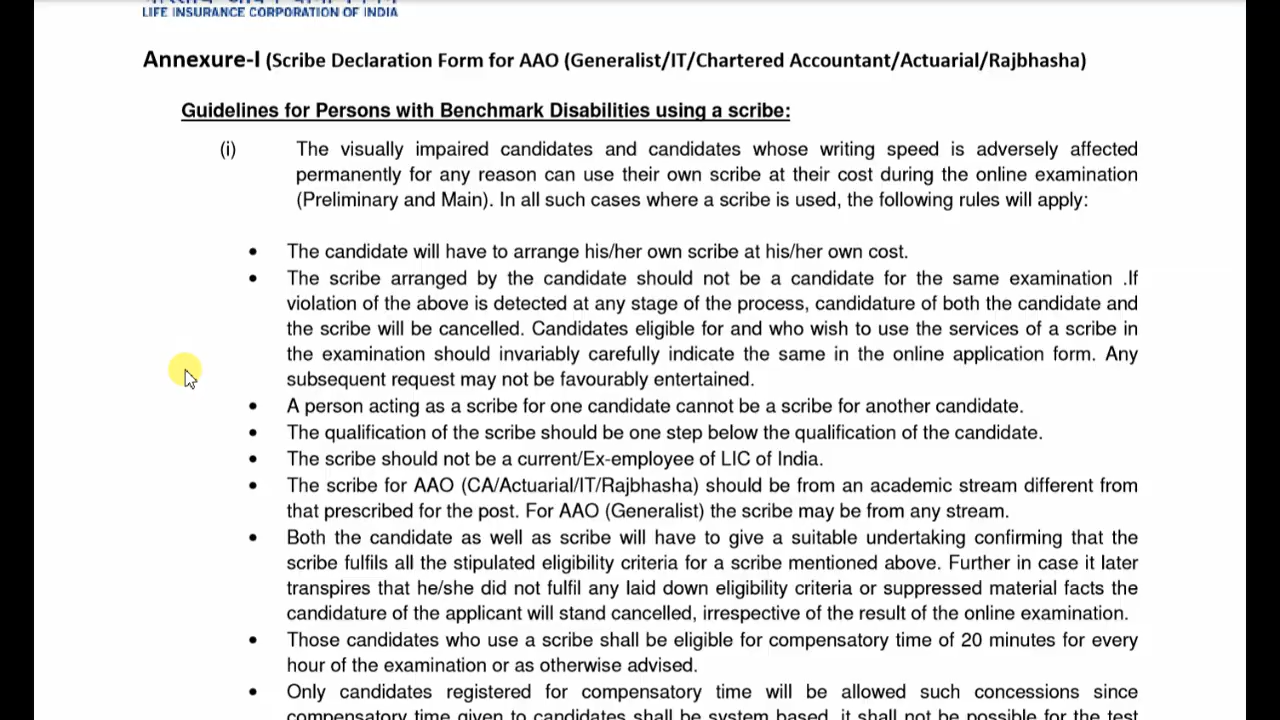 LIFE INSURANCE CORPORATION OF INDIA
Annexure-I (Scribe Declaration Form for AAO (Generalist/IT/Chartered Accountant/Actuarial/Rajbhasha)
Guidelines for Persons with Benchmark Disabilities using a scribe:
(i) The visually impaired candidates and candidates whose writing speed is adversely affected
permanently for any reason can use their own scribe at their cost during the online examination
(Preliminary and Main). In all such cases where a scribe is used, the following rules will apply:
• The candidate will have to arrange his/her own scribe at his/her own cost.
• The scribe arranged by the candidate should not be a candidate for the same examination .If
violation of the above is detected at any stage of the process, candidature of both the candidate and
the scribe will be cancelled. Candidates eligible for and who wish to use the services of a scribe in
the examination should invariably carefully indicate the same in the online application form. Any
subsequent request may not be favourably entertained.
• A person acting as a scribe for one candidate cannot be a scribe for another candidate.
• The qualification of the scribe should be one step below the qualification of the candidate.
• The scribe should not be a current/Ex-employee of LIC of India.
• The scribe for AAO (CA/Actuarial/IT/Rajbhasha) should be from an academic stream different from
that prescribed for the post. For AAO (Generalist) the scribe may be from any stream.
• Both the candidate as well as scribe will have to give a suitable undertaking confirming that the
scribe fulfils all the stipulated eligibility criteria for a scribe mentioned above. Further in case it later
transpires that he/she did not fulfil any laid down eligibility criteria or suppressed material facts the
candidature of the applicant will stand cancelled, irrespective of the result of the online examination.
• Those candidates who use a scribe shall be eligible for compensatory time of 20 minutes for every
hour of the examination or as otherwise advised.
• Only candidates registered for compensatory time will be allowed such concessions since
compensatory time given to candidates shall be system based, it shall not be possible for the test